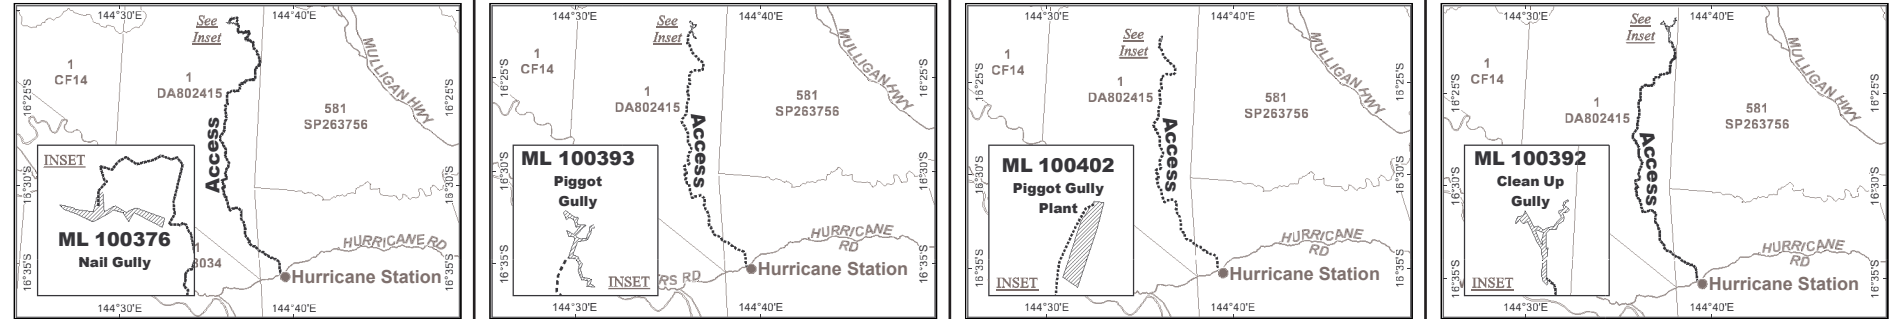 144°30'E
144°40'E
See
Inset
MULLIGAN HWY
1
CF14
1
DA802415
16°25'S
16°25'S
581
SP263756
Access
INSET
16°30'S
16°30'S
ML 100376
Nail Gully
1
8034
HURRICANE RD
16°35'S
16°35'S
Hurricane Station
144°30'E
144°40'E
144°30'E
144°40'E
See
Inset
MULLIGAN HWY
1
CF14
1
DA802415
16°25'S
16°25'S
581
SP263756
Access
ML 100393
Piggot
Gully
16°30'S
16°30'S
HURRICANE
RD
16°35'S
16°35'S
INSET
RS RD
Hurricane Station
144°30'E
144°40'E
144°30'E
144°40'E
See
Inset
MULLIGAN HWY
1
CF14
1
DA802415
16°25'S
16°25'S
581
SP263756
Access
ML 100402
Piggot Gully
Plant
16°30'S
16°30'S
HURRICANE
RD
16°35'S
16°35'S
INSET
Hurricane Station
144°30'E
144°40'E
144°30'E
144°40'E
See
Inset
MULLIGAN HWY
1
CF14
1
DA802415
16°25'S
16°25'S
581
SP263756
Access
ML 100392
Clean Up
Gully
16°30'S
16°30'S
HURRICANE
RD
16°35'S
16°35'S
INSET
Hurricane Station
144°30'E
144°40'E